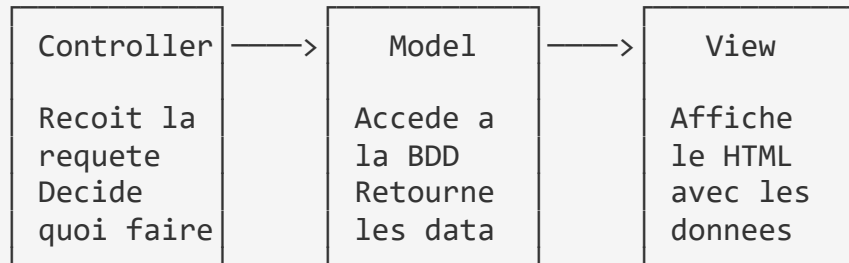 Controller ────> Model ────> View
Recoit la Accede a Affiche
requete la BDD le HTML
Decide Retourne avec les
quoi faire les data donnees